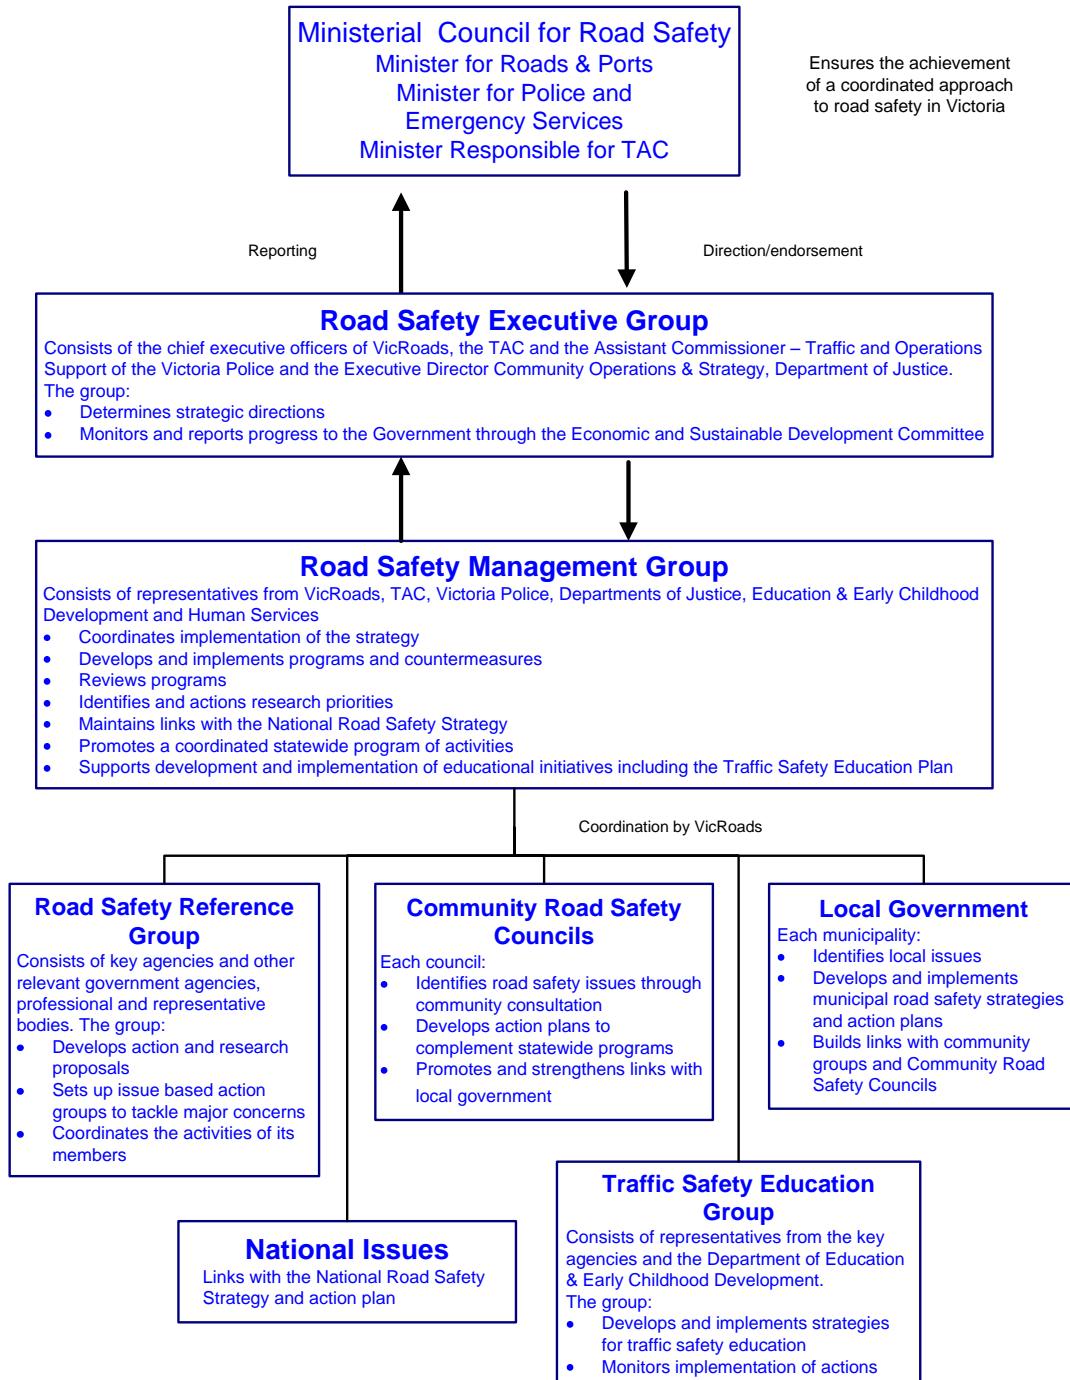 Ministerial Council for Road Safety
Minister for Roads & Ports
Minister for Police and
Emergency Services
Minister Responsible for TAC
Ensures the achievement
of a coordinated approach
to road safety in Victoria
Reporting
Direction/endorsement
Road Safety Executive Group
Consists of the chief executive officers of VicRoads, the TAC and the Assistant Commissioner – Traffic and Operations
Support of the Victoria Police and the Executive Director Community Operations & Strategy, Department of Justice.
The group:
• Determines strategic directions
• Monitors and reports progress to the Government through the Economic and Sustainable Development Committee
Road Safety Management Group
Consists of representatives from VicRoads, TAC, Victoria Police, Departments of Justice, Education & Early Childhood
Development and Human Services
• Coordinates implementation of the strategy
• Develops and implements programs and countermeasures
• Reviews programs
• Identifies and actions research priorities
• Maintains links with the National Road Safety Strategy
• Promotes a coordinated statewide program of activities
• Supports development and implementation of educational initiatives including the Traffic Safety Education Plan
Coordination by VicRoads
Road Safety Reference
Group
Consists of key agencies and other
relevant government agencies,
professional and representative
bodies. The group:
• Develops action and research
proposals
• Sets up issue based action
groups to tackle major concerns
• Coordinates the activities of its
members
Community Road Safety
Councils
Each council:
• Identifies road safety issues through
community consultation
• Develops action plans to
complement statewide programs
• Promotes and strengthens links with
local government
Local Government
Each municipality:
• Identifies local issues
• Develops and implements
municipal road safety strategies
and action plans
• Builds links with community
groups and Community Road
Safety Councils
National Issues
Links with the National Road Safety
Strategy and action plan
Traffic Safety Education
Group
Consists of representatives from the key
agencies and the Department of Education
& Early Childhood Development.
The group:
• Develops and implements strategies
for traffic safety education
• Monitors implementation of actions